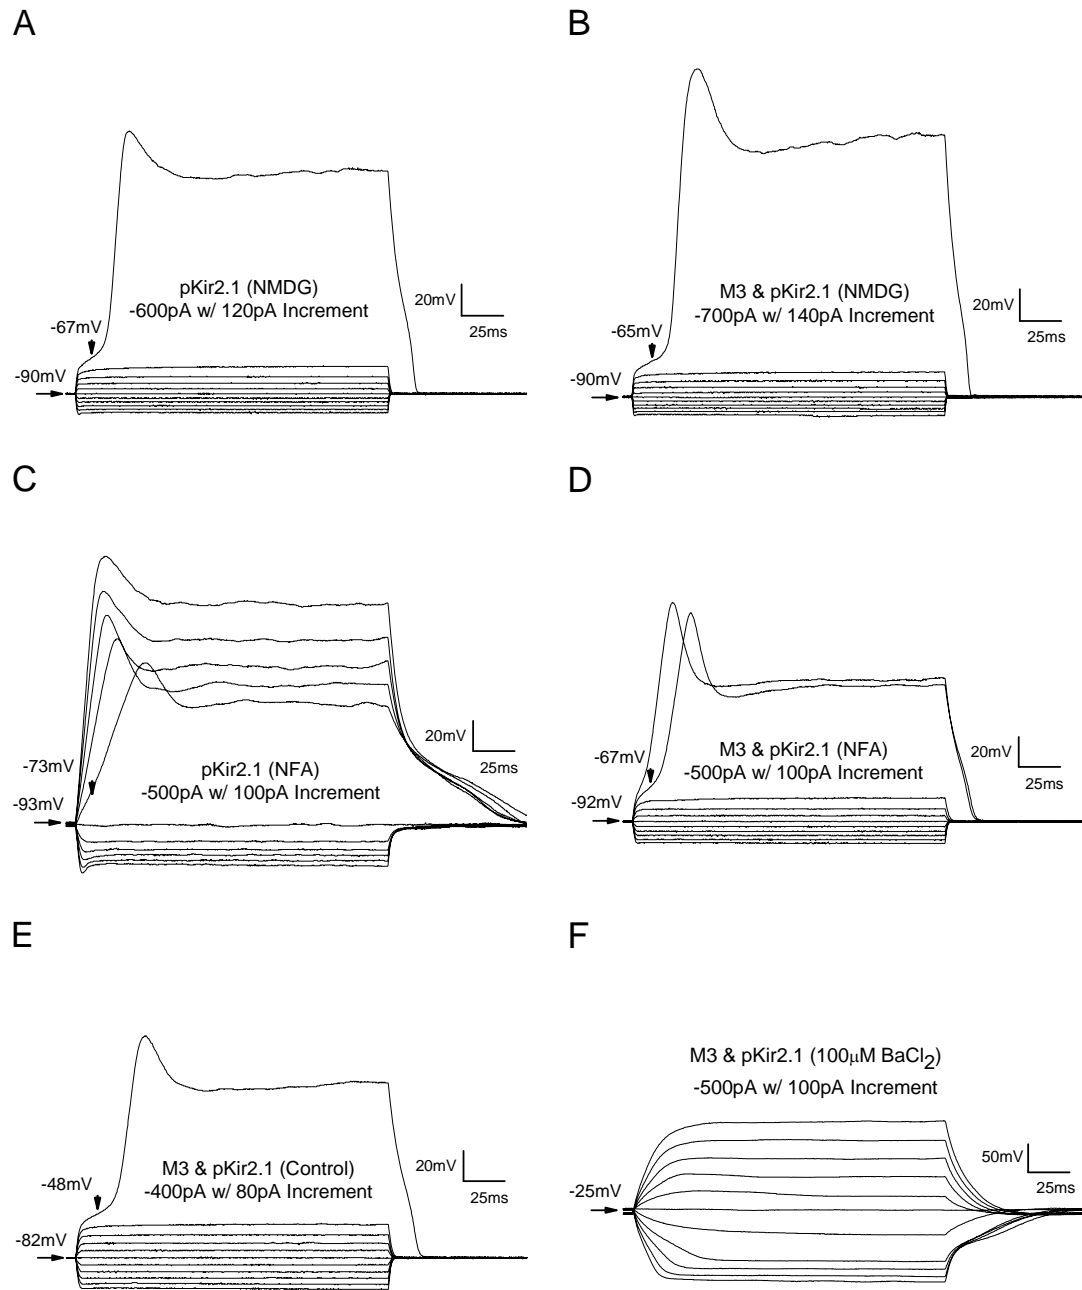 A
pKir2.1 (NMDG)
-600pA w/ 120pA Increment
-67mV
-90mV
20mV
25ms
B
M3 & pKir2.1 (NMDG)
-700pA w/ 140pA Increment
-65mV
-90mV
20mV
25ms
C
-73mV
-93mV
pKir2.1 (NFA)
-500pA w/ 100pA Increment
20mV
25ms
D
-67mV
-92mV
M3 & pKir2.1 (NFA)
-500pA w/ 100pA Increment
20mV
25ms
E
-48mV
-82mV
M3 & pKir2.1 (Control)
-400pA w/ 80pA Increment
20mV
25ms
F
M3 & pKir2.1 (100μM BaCl2)
-500pA w/ 100pA Increment
-25mV
50mV
25ms